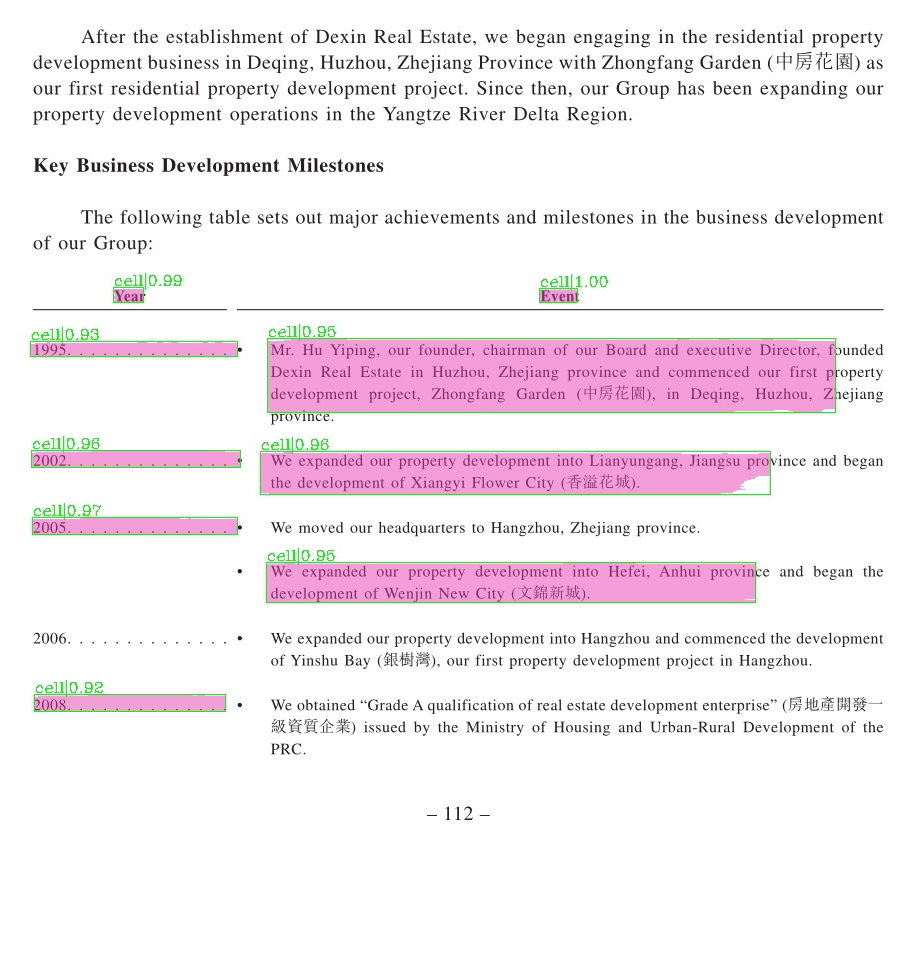 After the establishment of Dexin Real Estate, we began engaging in the residential property
development business in Deqing, Huzhou, Zhejiang Province with Zhongfang Garden (中房花園) as
our first residential property development project. Since then, our Group has been expanding our
property development operations in the Yangtze River Delta Region.
Key Business Development Milestones
The following table sets out major achievements and milestones in the business development
of our Group:
cell|0.99 cell|1.00
Year Event
cell|0.93 cell|0.95
1995. . . . . . . . . . . . . . • Mr. Hu Yiping, our founder, chairman of our Board and executive Director, founded
Dexin Real Estate in Huzhou, Zhejiang province and commenced our first property
development project, Zhongfang Garden (中房花園), in Deqing, Huzhou, Zhejiang
province.
cell|0.96 cell|0.96
2002. . . . . . . . . . . . . . • We expanded our property development into Lianyungang, Jiangsu province and began
the development of Xiangyi Flower City (香溢花城).
cell|0.97
2005. . . . . . . . . . . . . . • We moved our headquarters to Hangzhou, Zhejiang province.
cell|0.95
• We expanded our property development into Hefei, Anhui province and began the
development of Wenjin New City (文錦新城).
2006. . . . . . . . . . . . . . • We expanded our property development into Hangzhou and commenced the development
of Yinshu Bay (銀樹灣), our first property development project in Hangzhou.
cell|0.92
2008. . . . . . . . . . . . . . • We obtained “Grade A qualification of real estate development enterprise” (房地產開發一
級資質企業) issued by the Ministry of Housing and Urban-Rural Development of the
PRC.
– 112 –